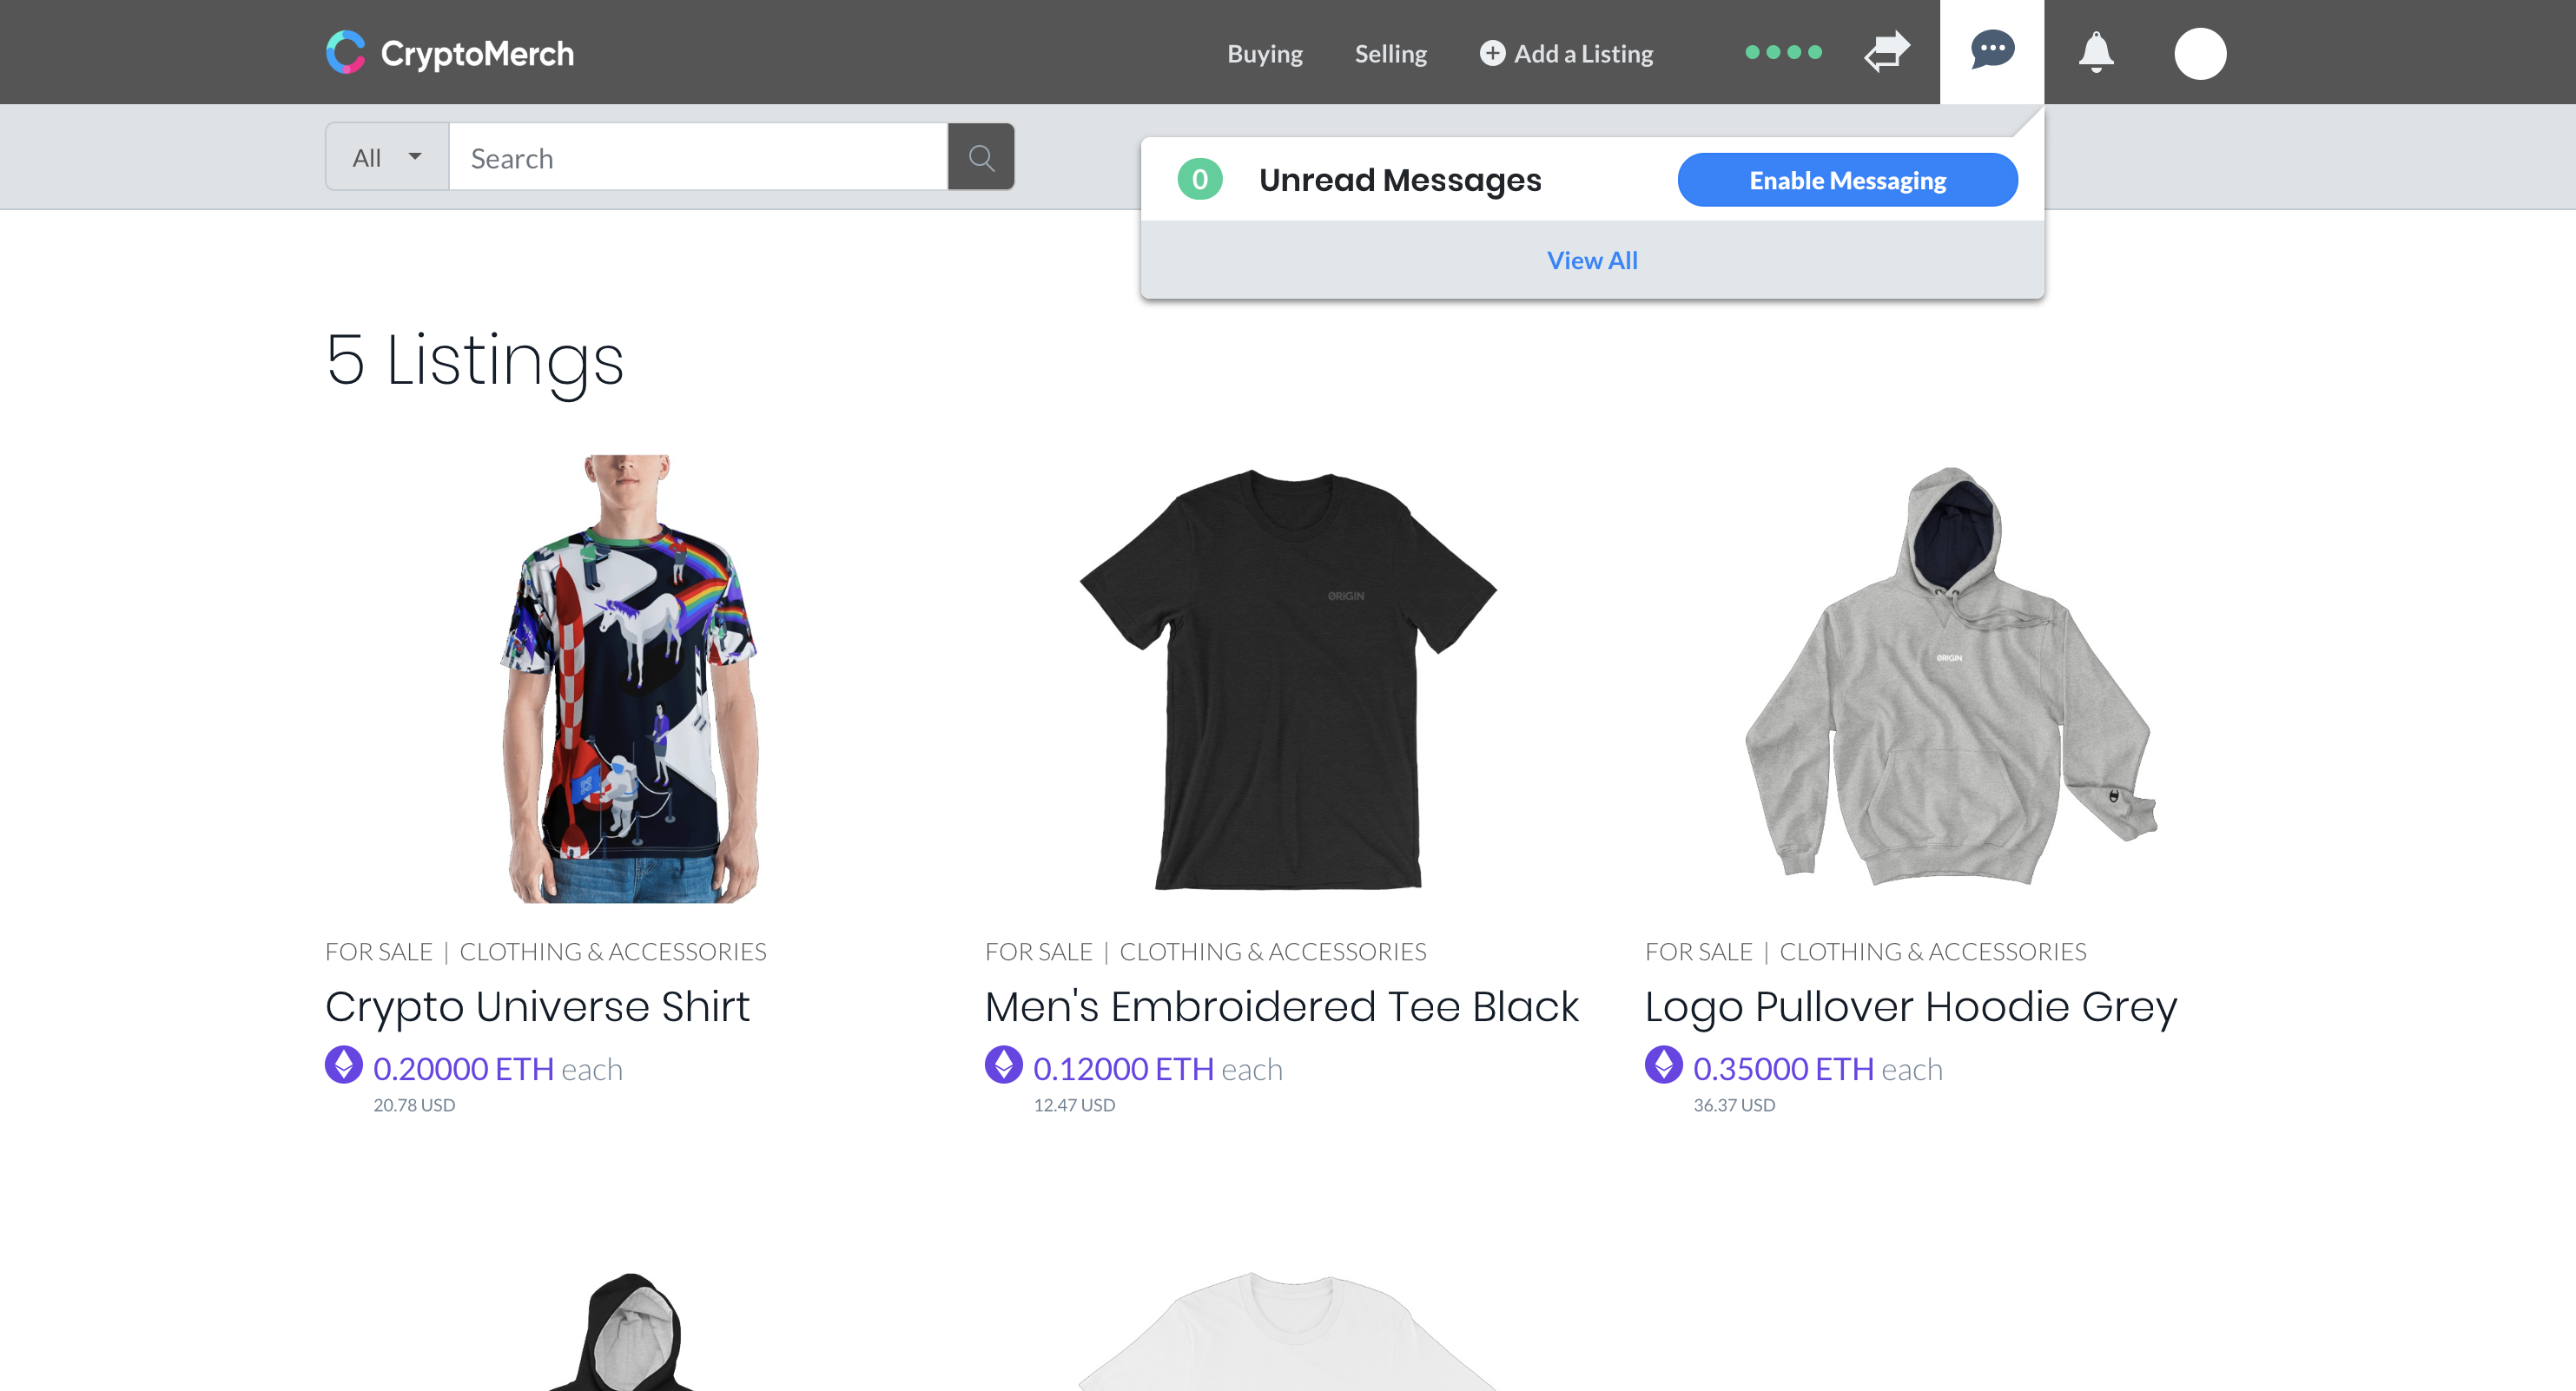 CryptoMerch
Buying
Selling
Add a Listing
All
Search
0
Unread Messages
Enable Messaging
View All
5 Listings
ØRIGIN
ØRIGIN
FOR SALE | CLOTHING & ACCESSORIES
Crypto Universe Shirt
0.20000 ETH each
20.78 USD
FOR SALE | CLOTHING & ACCESSORIES
Men's Embroidered Tee Black
0.12000 ETH each
12.47 USD
FOR SALE | CLOTHING & ACCESSORIES
Logo Pullover Hoodie Grey
0.35000 ETH each
36.37 USD